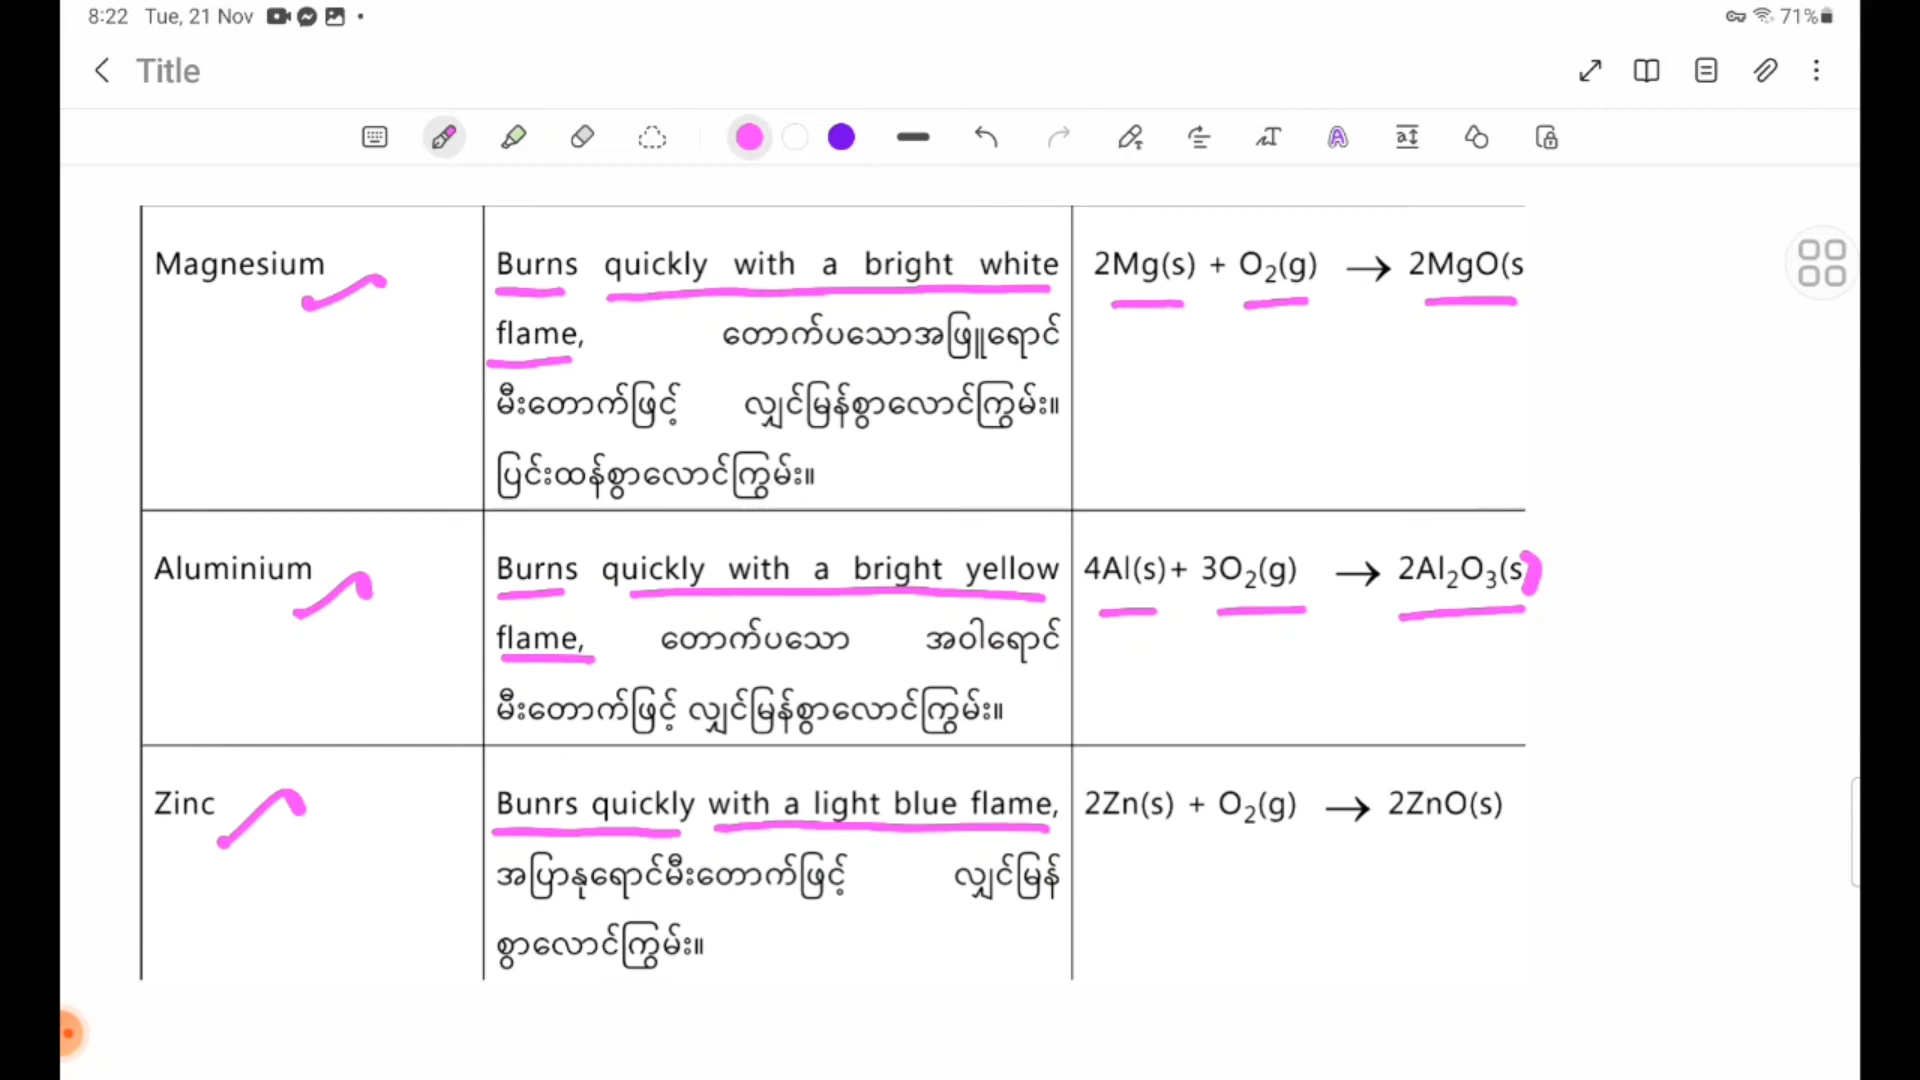 8:22 Tue, 21 Nov
71%
Title
Magnesium
Burns quickly with a bright white
flame, တောက်ပသောအဖြူရောင်
မီးတောက်ဖြင့် လျှင်မြန်စွာလောင်ကြွမ်း။
ပြင်းထန်စွာလောင်ကြွမ်း။
2Mg(s) + O₂(g) → 2MgO(s
Aluminium
Burns quickly with a bright yellow
flame, တောက်ပသော အဝါရောင်
မီးတောက်ဖြင့် လျှင်မြန်စွာလောင်ကြွမ်း။
4Al(s)+ 3O₂(g) → 2Al₂O₃(s)
Zinc
Bunrs quickly with a light blue flame,
အပြာနုရောင်မီးတောက်ဖြင့် လျှင်မြန်
စွာလောင်ကြွမ်း။
2Zn(s) + O₂(g) → 2ZnO(s)